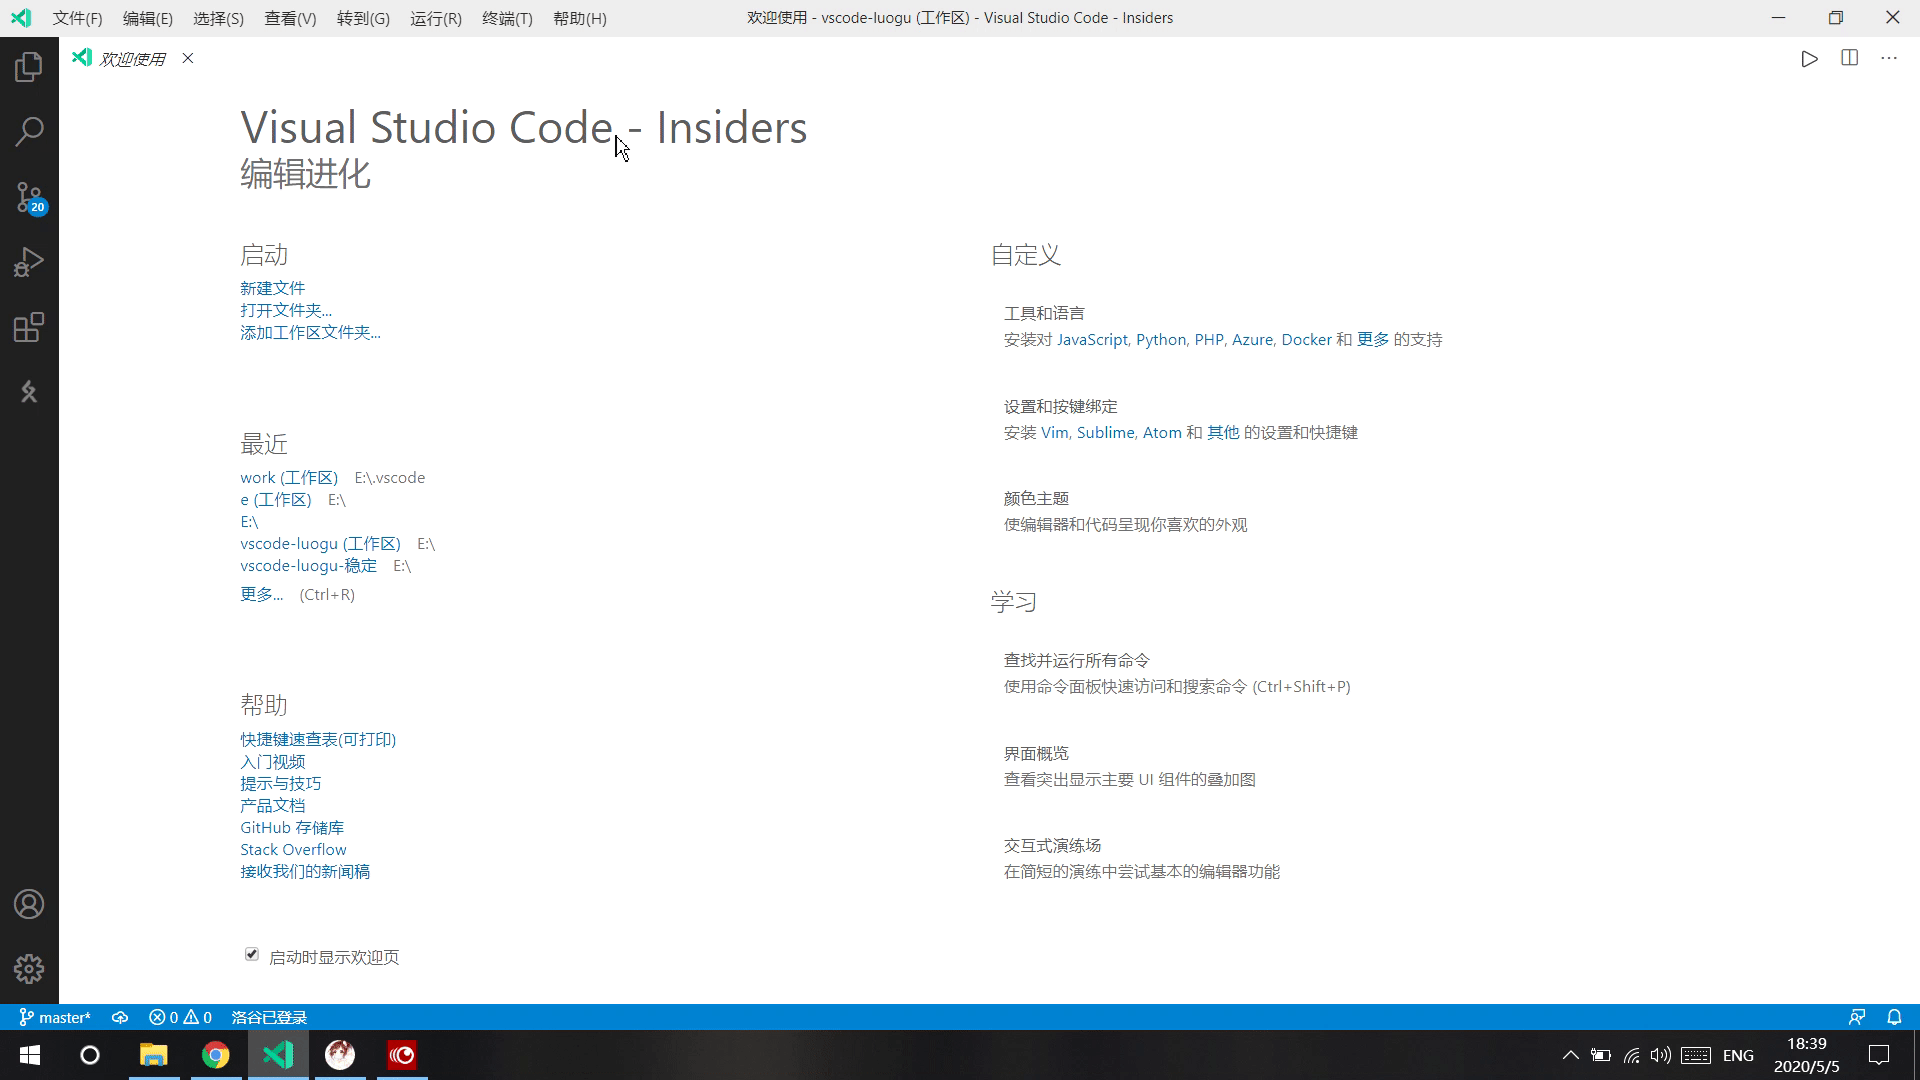 文件(F) 编辑(E) 选择(S) 查看(V) 转到(G) 运行(R) 终端(T) 帮助(H) 欢迎使用 - vscode-luogu (工作区) - Visual Studio Code - Insiders
欢迎使用
Visual Studio Code - Insiders
编辑进化
启动
新建文件
打开文件夹...
添加工作区文件夹...
最近
work (工作区) E:\.vscode
e (工作区) E:\
E:\
vscode-luogu (工作区) E:\
vscode-luogu-稳定 E:\
更多... (Ctrl+R)
帮助
快捷键速查表(可打印)
入门视频
提示与技巧
产品文档
GitHub 存储库
Stack Overflow
接收我们的新闻稿
启动时显示欢迎页
自定义
工具和语言
安装对 JavaScript, Python, PHP, Azure, Docker 和 更多 的支持
设置和按键绑定
安装 Vim, Sublime, Atom 和 其他 的设置和快捷键
颜色主题
使编辑器和代码呈现你喜欢的外观
学习
查找并运行所有命令
使用命令面板快速访问和搜索命令 (Ctrl+Shift+P)
界面概览
查看突出显示主要 UI 组件的叠加图
交互式演练场
在简短的演练中尝试基本的编辑器功能
20
master* 0 0 洛谷已登录
ENG
18:39
2020/5/5